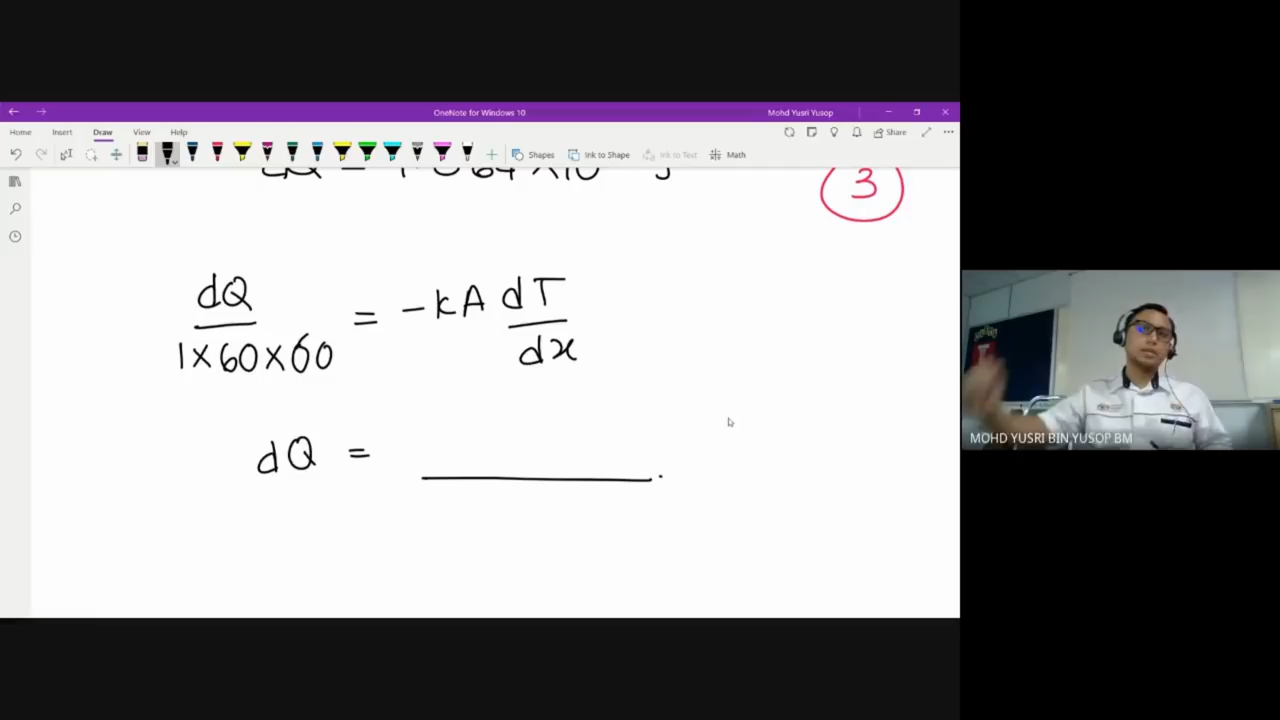 OneNote for Windows 10
Mohd Yusri Yusop
Home Insert Draw View Help
Share
Shapes Ink to Shape Ink to Text Math
3
dQ
1×60×60
= -kA
dT
dx
dQ = ________.
MOHD YUSRI BIN YUSOP BM